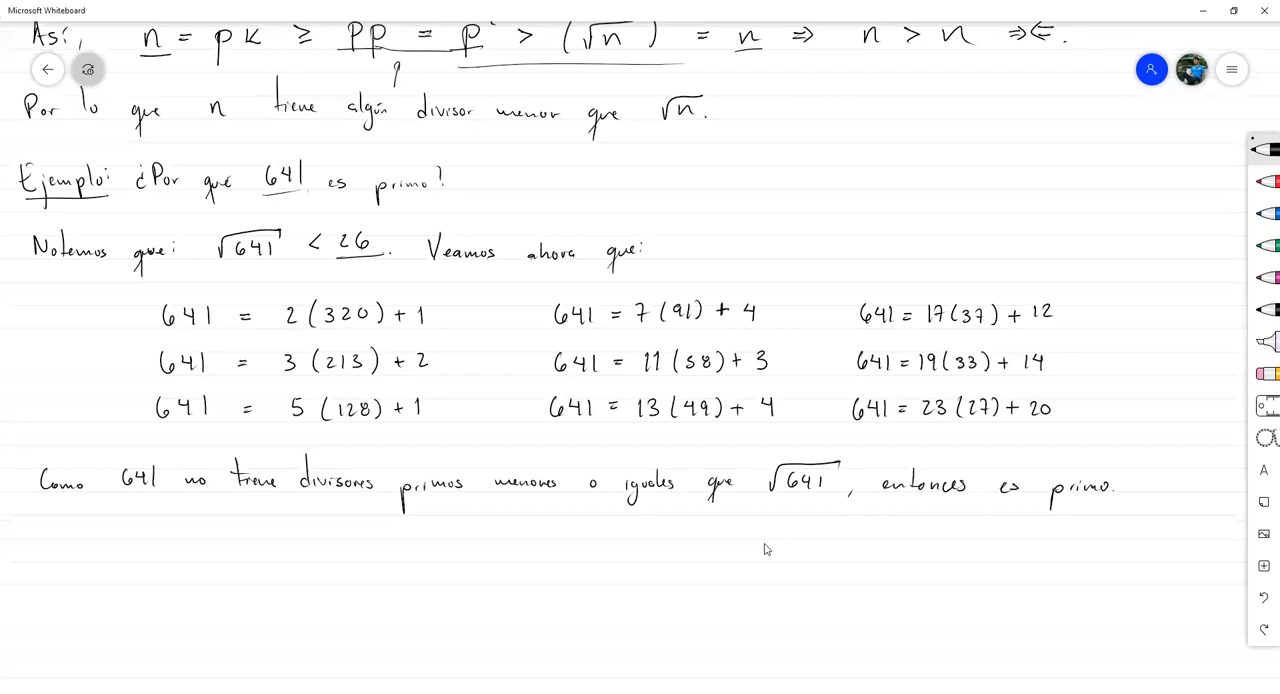 Microsoft Whiteboard
Así, n = pk ≥ pp = p² > (√n)² = n ⇒ n > n ⇒⇐.
Por lo que n tiene algún divisor menor que √n.
Ejemplo: ¿Por que 641 es primo?
Notemos que: √641 < 26. Veamos ahora que:
641 = 2(320)+1 641 = 7(91)+4 641 = 17(37)+12
641 = 3(213)+2 641 = 11(58)+3 641 = 19(33)+14
641 = 5(128)+1 641 = 13(49)+4 641 = 23(27)+20
Como 641 no tiene divisores primos menores o iguales que √641, entonces es primo.
A